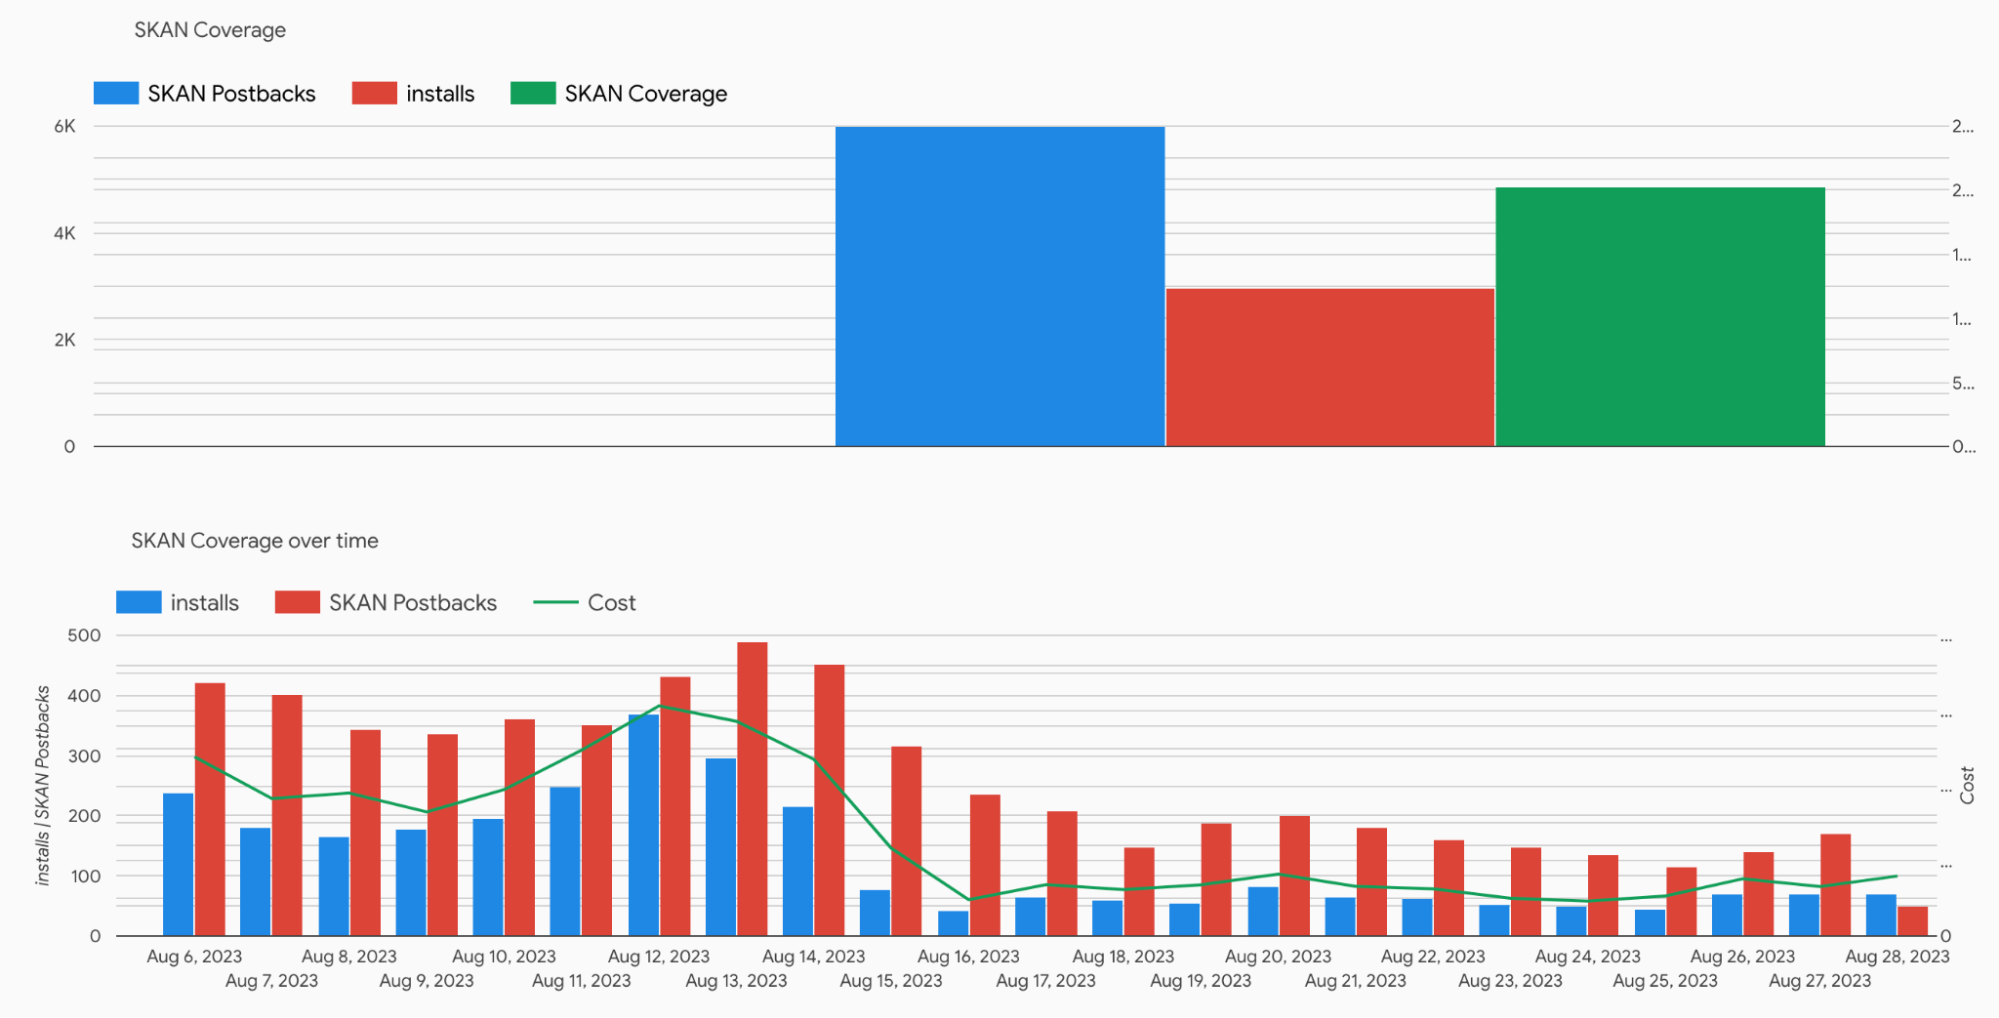 SKAN Coverage
SKAN Postbacks installs SKAN Coverage
6K 2...
2...
4K
1...
1...
2K
5...
0 0...
SKAN Coverage over time
installs SKAN Postbacks Cost
500 ...
400
...
300
...
200
...
100
0 0
installs | SKAN Postbacks
Cost
Aug 6, 2023 Aug 8, 2023 Aug 10, 2023 Aug 12, 2023 Aug 14, 2023 Aug 16, 2023 Aug 18, 2023 Aug 20, 2023 Aug 22, 2023 Aug 24, 2023 Aug 26, 2023 Aug 28, 2023
Aug 7, 2023 Aug 9, 2023 Aug 11, 2023 Aug 13, 2023 Aug 15, 2023 Aug 17, 2023 Aug 19, 2023 Aug 21, 2023 Aug 23, 2023 Aug 25, 2023 Aug 27, 2023